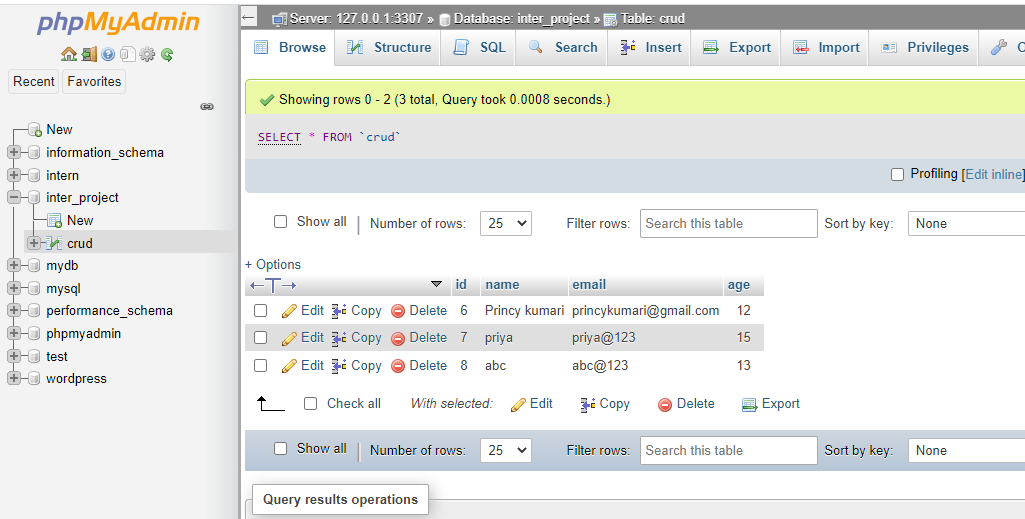 phpMyAdmin
Recent Favorites
New
information_schema
intern
inter_project
New
crud
mydb
mysql
performance_schema
phpmyadmin
test
wordpress
Server: 127.0.0.1:3307 » Database: inter_project » Table: crud
Browse Structure SQL Search Insert Export Import Privileges
Showing rows 0 - 2 (3 total, Query took 0.0008 seconds.)
SELECT * FROM `crud`
Profiling [Edit inline]
Show all Number of rows: 25 Filter rows: Search this table Sort by key: None
+ Options
←T→ id name email age
Edit Copy Delete 6 Princy kumari princykumari@gmail.com 12
Edit Copy Delete 7 priya priya@123 15
Edit Copy Delete 8 abc abc@123 13
Check all With selected: Edit Copy Delete Export
Show all Number of rows: 25 Filter rows: Search this table Sort by key: None
Query results operations